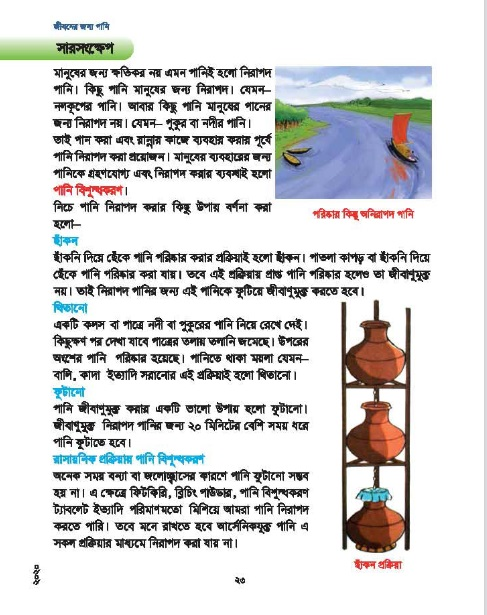 জীবনের জন্য পানি
সারসংক্ষেপ
মানুষের জন্য ক্ষতিকর নয় এমন পানিই হলো নিরাপদ
পানি। কিছু পানি মানুষের জন্য নিরাপদ। যেমন—
নলকূপের পানি। আবার কিছু পানি মানুষের পানের
জন্য নিরাপদ নয়। যেমন— পুকুর বা নদীর পানি।
তাই পান করা এবং রান্নার কাজে ব্যবহার করার পূর্বে
পানি নিরাপদ করা প্রয়োজন। মানুষের ব্যবহারের জন্য
পানিকে গ্রহণযোগ্য এবং নিরাপদ করার ব্যবস্থাই হলো
পানি বিশুদ্ধকরণ।
নিচে পানি নিরাপদ করার কিছু উপায় বর্ণনা করা
হলো—
পরিষ্কার কিন্তু অনিরাপদ পানি
ছাঁকন
ছাঁকনি দিয়ে ছেঁকে পানি পরিষ্কার করার প্রক্রিয়াই হলো ছাঁকন। পাতলা কাপড় বা ছাঁকনি দিয়ে
ছেঁকে পানি পরিষ্কার করা যায়। তবে এই প্রক্রিয়ায় প্রাপ্ত পানি পরিষ্কার হলেও তা জীবাণুমুক্ত
নয়। তাই নিরাপদ পানির জন্য এই পানিকে ফুটিয়ে জীবাণুমুক্ত করতে হবে।
থিতানো
একটি কলস বা পাত্রে নদী বা পুকুরের পানি নিয়ে রেখে দেই।
কিছুক্ষণ পর দেখা যাবে পাত্রের তলায় তলানি জমেছে। উপরের
অংশের পানি পরিষ্কার হয়েছে। পানিতে থাকা ময়লা যেমন—
বালি, কাদা ইত্যাদি সরানোর এই প্রক্রিয়াই হলো থিতানো।
ফুটানো
পানি জীবাণুমুক্ত করার একটি ভালো উপায় হলো ফুটানো।
জীবাণুমুক্ত নিরাপদ পানির জন্য ২০ মিনিটের বেশি সময় ধরে
পানি ফুটাতে হবে।
রাসায়নিক প্রক্রিয়ায় পানি বিশুদ্ধকরণ
অনেক সময় বন্যা বা জলোচ্ছ্বাসের কারণে পানি ফুটানো সম্ভব
হয় না। এ ক্ষেত্রে ফিটকিরি, ব্লিচিং পাউডার, পানি বিশুদ্ধকরণ
ট্যাবলেট ইত্যাদি পরিমাণমতো মিশিয়ে আমরা পানি নিরাপদ
করতে পারি। তবে মনে রাখতে হবে আর্সেনিকযুক্ত পানি এ
সকল প্রক্রিয়ার মাধ্যমে নিরাপদ করা যায় না।
ছাঁকন প্রক্রিয়া
২০২০
২৩